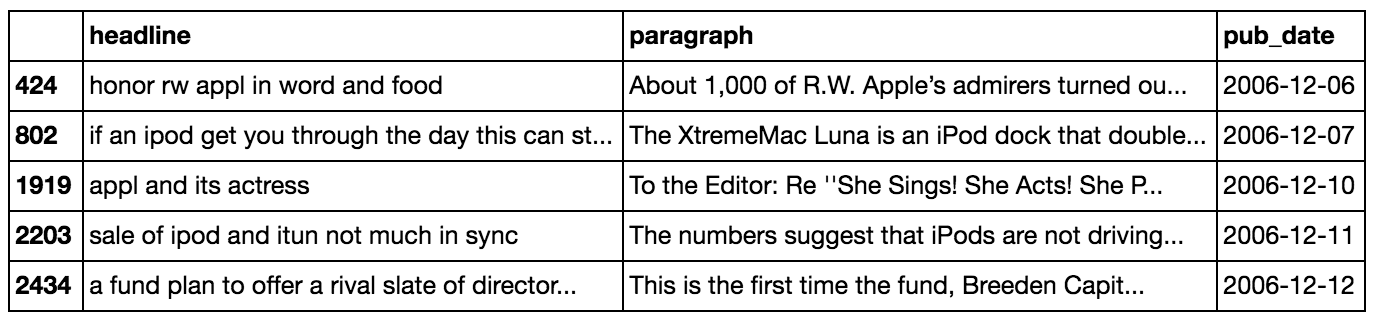 headline paragraph pub_date
424 honor rw appl in word and food About 1,000 of R.W. Apple’s admirers turned ou... 2006-12-06
802 if an ipod get you through the day this can st... The XtremeMac Luna is an iPod dock that double... 2006-12-07
1919 appl and its actress To the Editor: Re ''She Sings! She Acts! She P... 2006-12-10
2203 sale of ipod and itun not much in sync The numbers suggest that iPods are not driving... 2006-12-11
2434 a fund plan to offer a rival slate of director... This is the first time the fund, Breeden Capit... 2006-12-12